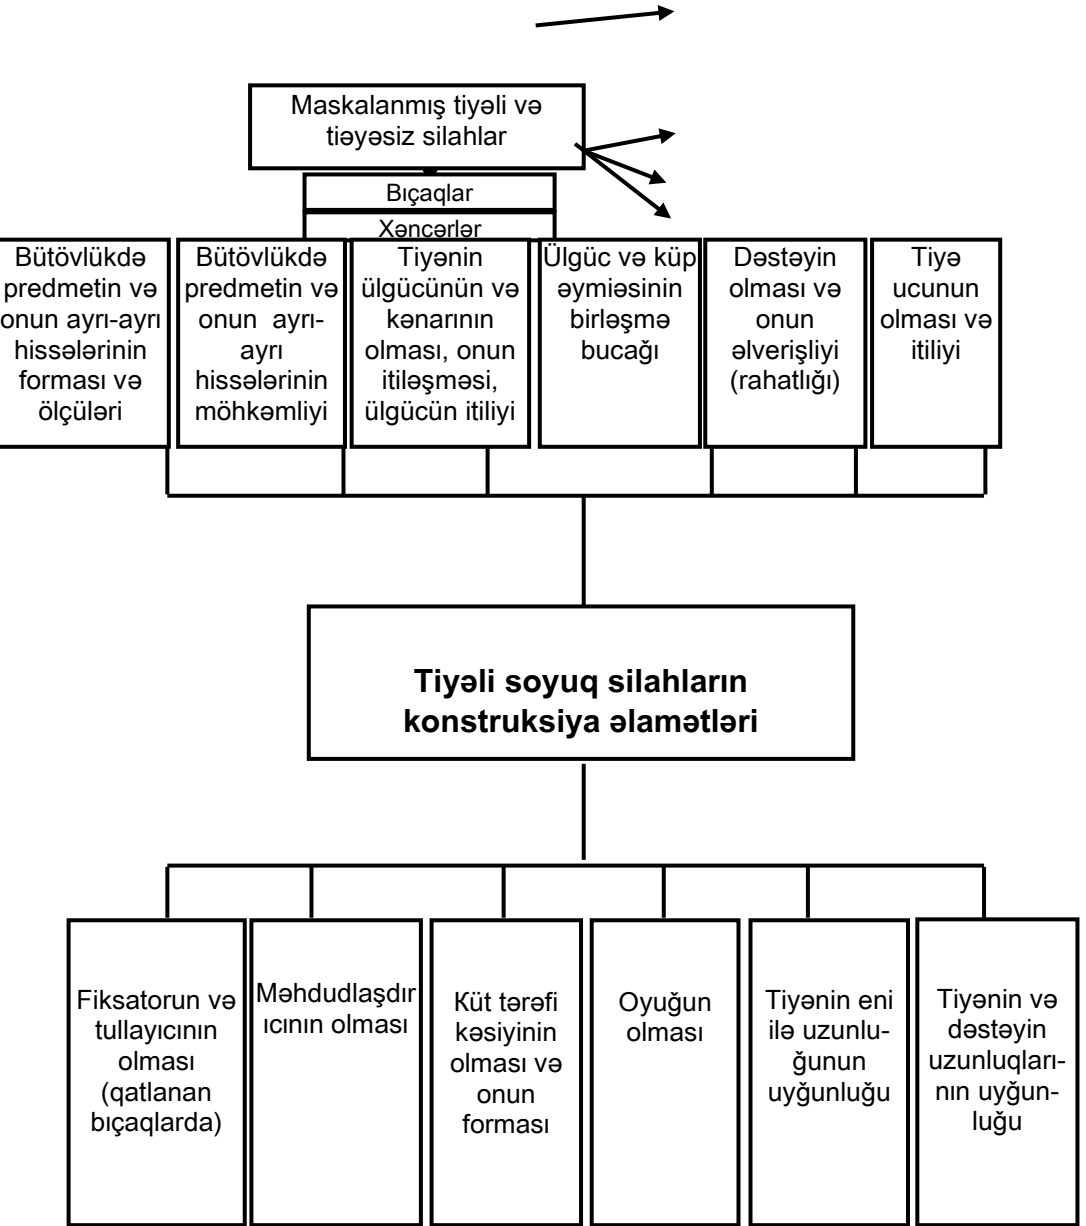 Maskalanmış tiyəli və
tiəyəsiz silahlar
Bıçaqlar
Xəncərlər
Bütövlükdə
predmetin və
onun ayrı-ayrı
hissələrinin
forması və
ölçüləri
Bütövlükdə
predmetin və
onun ayrı-
ayrı
hissələrinin
möhkəmliyi
Tiyənin
ülgücünün və
kənarının
olması, onun
itiləşməsi,
ülgücün itiliyi
Ülgüc və küp
əymiəsinin
birləşmə
bucağı
Dəstəyin
olması və
onun
əlverişliyi
(rahatlığı)
Tiyə
ucunun
olması və
itiliyi
Tiyəli soyuq silahların
konstruksiya əlamətləri
Fiksatorun və
tullayıcının
olması
(qatlanan
bıçaqlarda)
Məhdudlaşdır
ıcının olması
Küt tərəfi
kəsiyinin
olması və
onun
forması
Oyuğun
olması
Tiyənin eni
ilə uzunlu-
ğunun
uyğunluğu
Tiyənin və
dəstəyin
uzunluqları-
nın uyğun-
luğu